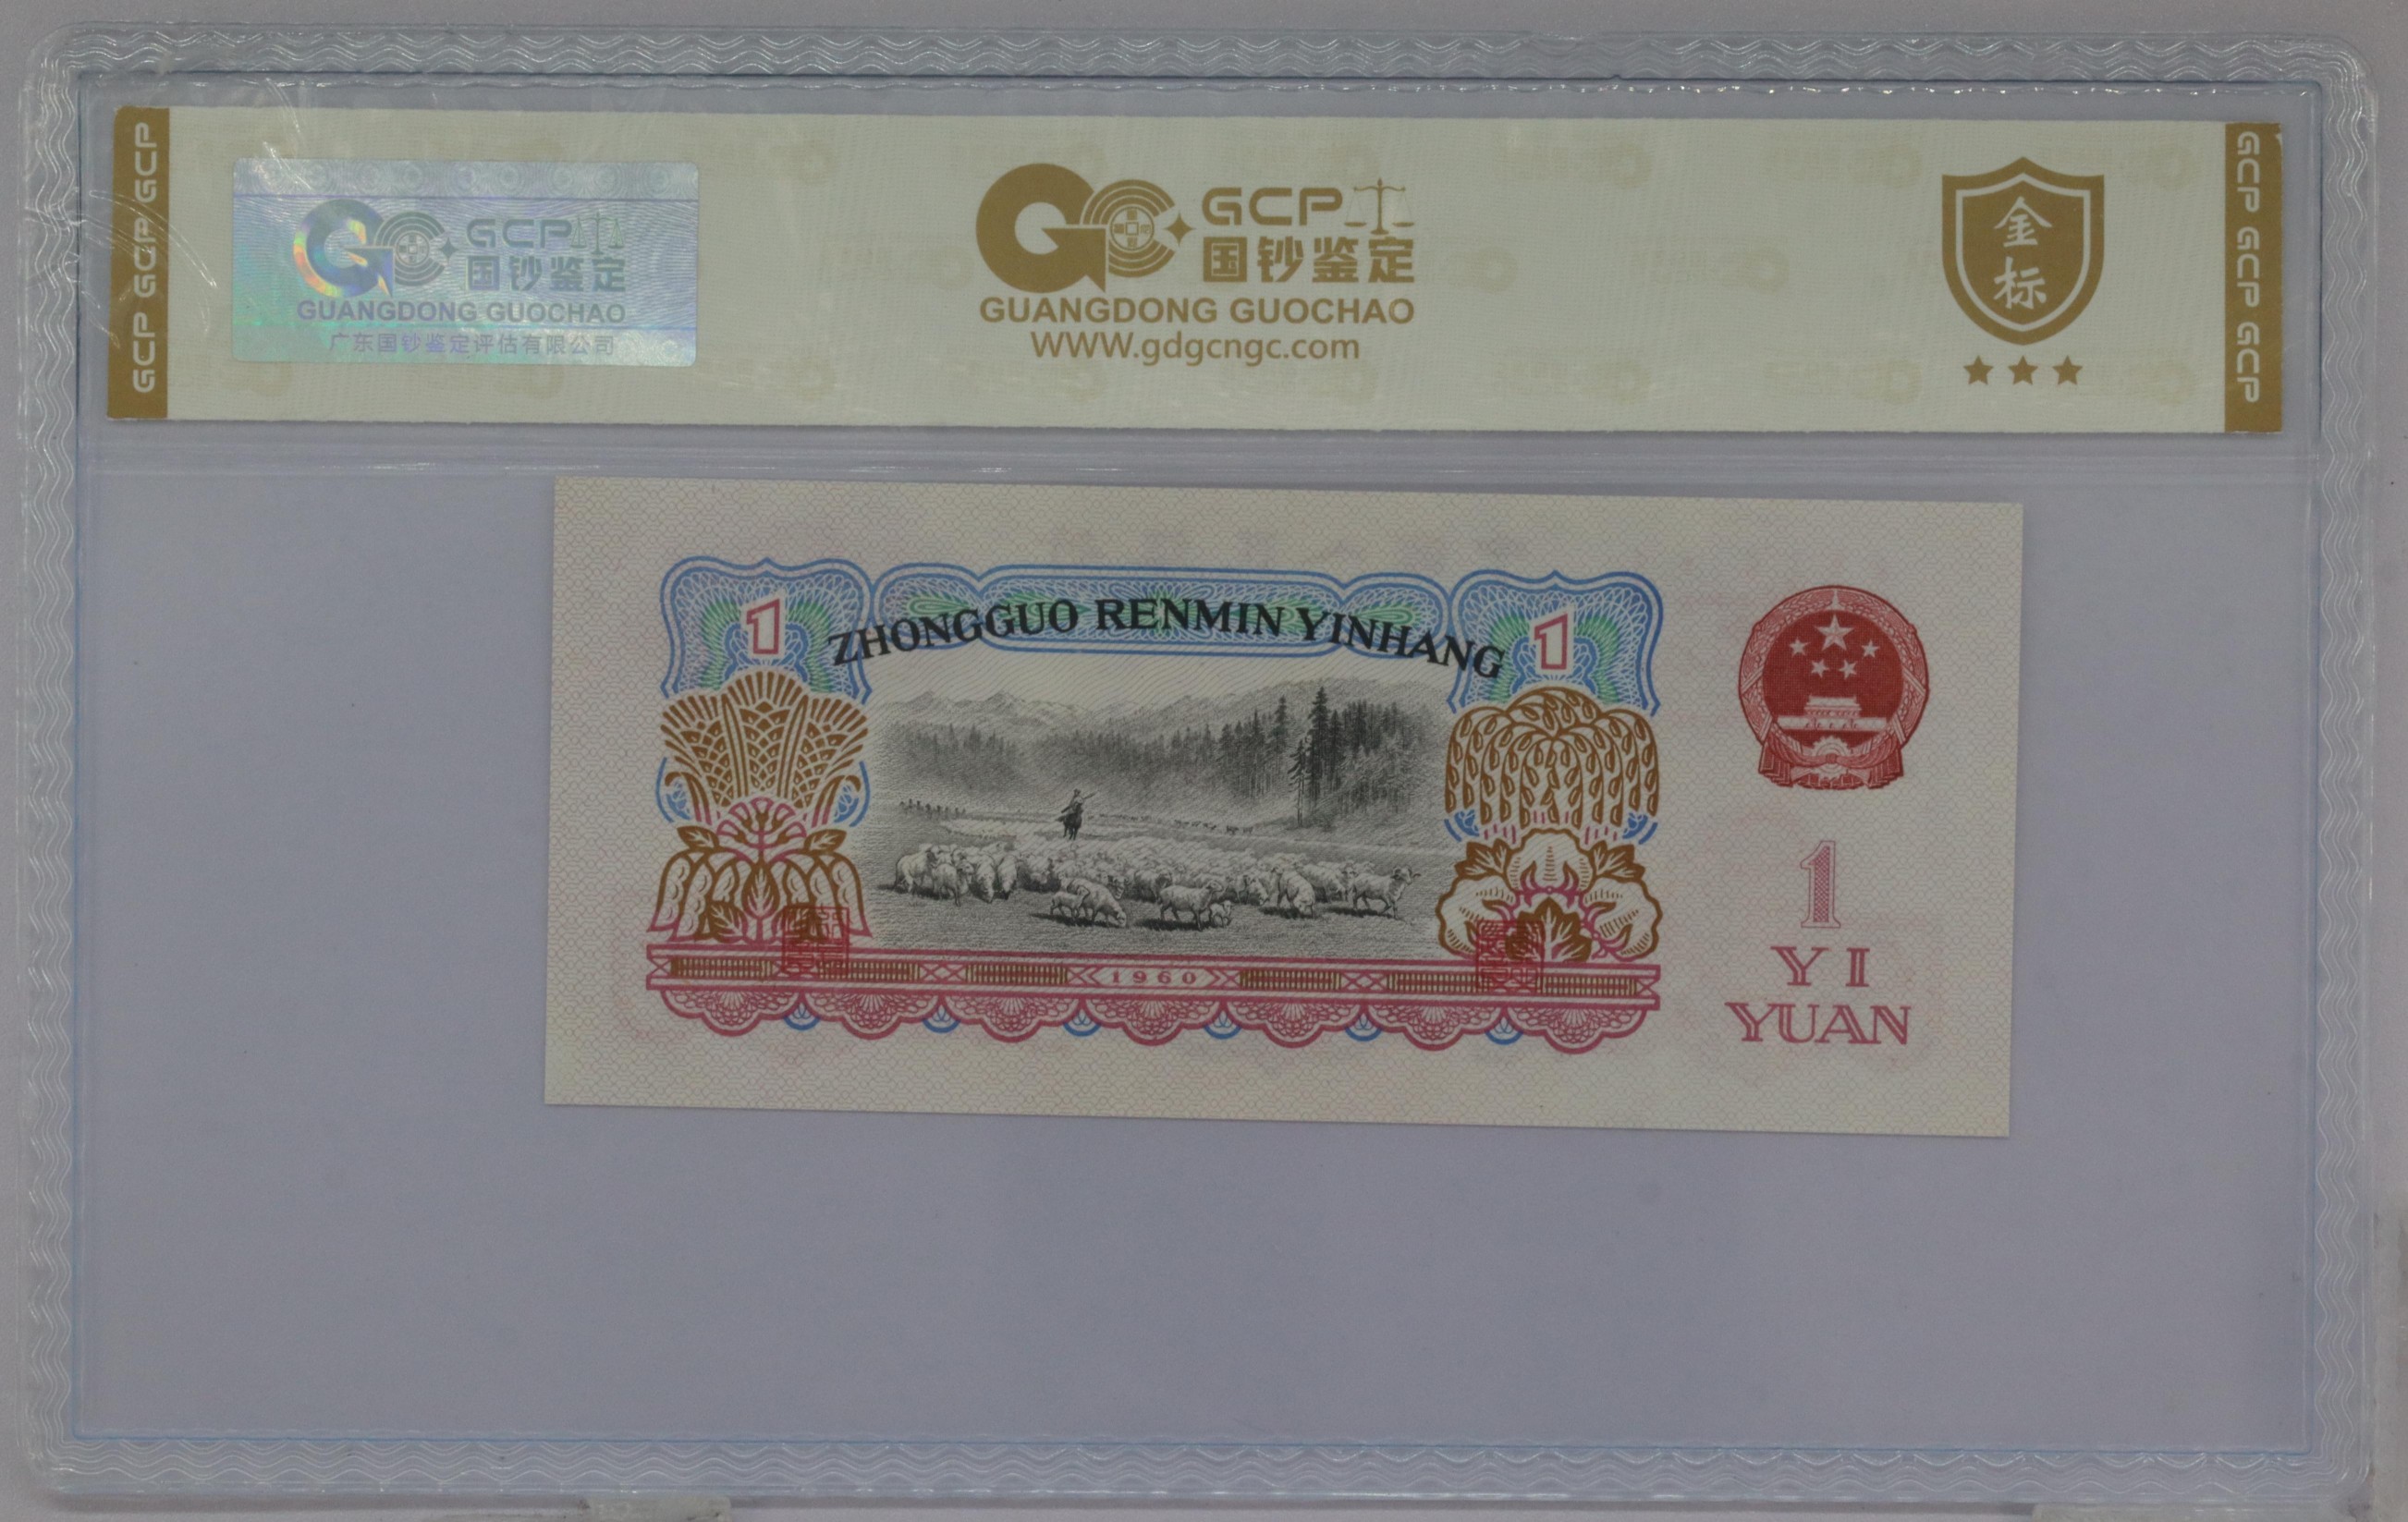 GCP GCP GCP
GCP
国钞鉴定
GUANGDONG GUOCHAO
广东国钞鉴定评估有限公司
GCP
国钞鉴定
GUANGDONG GUOCHAO
WWW.gdgcngc.com
金
标
GCP GCP GCP
1
ZHONGGUO RENMIN YINHANG
1
1960
1
YI
YUAN